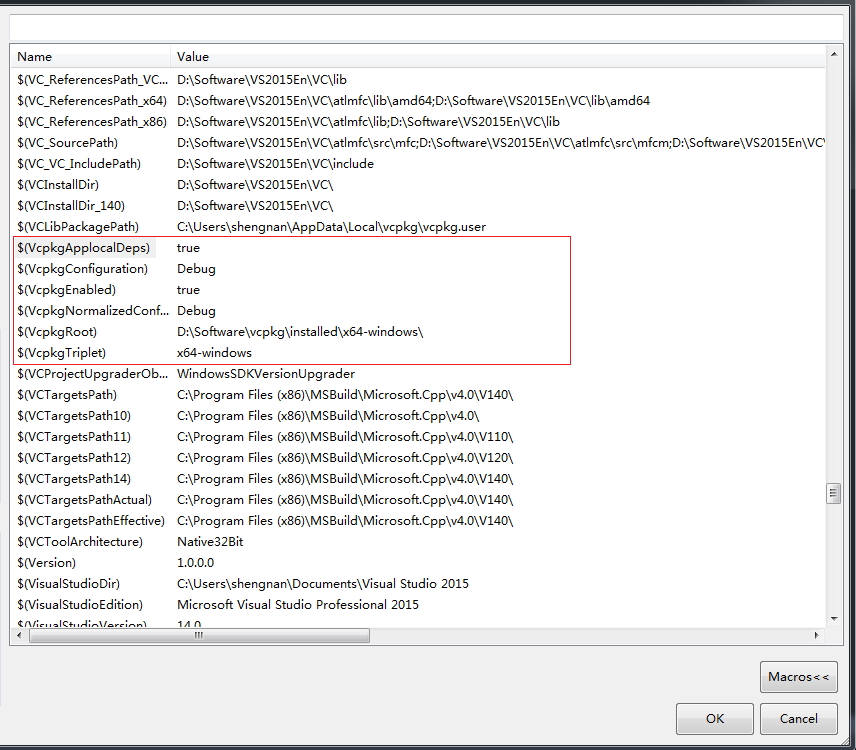 Name Value
$(VC_ReferencesPath_VC... D:\Software\VS2015En\VC\lib
$(VC_ReferencesPath_x64) D:\Software\VS2015En\VC\atlmfc\lib\amd64;D:\Software\VS2015En\VC\lib\amd64
$(VC_ReferencesPath_x86) D:\Software\VS2015En\VC\atlmfc\lib;D:\Software\VS2015En\VC\lib
$(VC_SourcePath) D:\Software\VS2015En\VC\atlmfc\src\mfc;D:\Software\VS2015En\VC\atlmfc\src\mfcm;D:\Software\VS2015En\VC\
$(VC_VC_IncludePath) D:\Software\VS2015En\VC\include
$(VCInstallDir) D:\Software\VS2015En\VC\
$(VCInstallDir_140) D:\Software\VS2015En\VC\
$(VCLibPackagePath) C:\Users\shengnan\AppData\Local\vcpkg\vcpkg.user
$(VcpkgApplocalDeps) true
$(VcpkgConfiguration) Debug
$(VcpkgEnabled) true
$(VcpkgNormalizedConf... Debug
$(VcpkgRoot) D:\Software\vcpkg\installed\x64-windows\
$(VcpkgTriplet) x64-windows
$(VCProjectUpgraderOb... WindowsSDKVersionUpgrader
$(VCTargetsPath) C:\Program Files (x86)\MSBuild\Microsoft.Cpp\v4.0\V140\
$(VCTargetsPath10) C:\Program Files (x86)\MSBuild\Microsoft.Cpp\v4.0\
$(VCTargetsPath11) C:\Program Files (x86)\MSBuild\Microsoft.Cpp\v4.0\V110\
$(VCTargetsPath12) C:\Program Files (x86)\MSBuild\Microsoft.Cpp\v4.0\V120\
$(VCTargetsPath14) C:\Program Files (x86)\MSBuild\Microsoft.Cpp\v4.0\V140\
$(VCTargetsPathActual) C:\Program Files (x86)\MSBuild\Microsoft.Cpp\v4.0\V140\
$(VCTargetsPathEffective) C:\Program Files (x86)\MSBuild\Microsoft.Cpp\v4.0\V140\
$(VCToolArchitecture) Native32Bit
$(Version) 1.0.0.0
$(VisualStudioDir) C:\Users\shengnan\Documents\Visual Studio 2015
$(VisualStudioEdition) Microsoft Visual Studio Professional 2015
$(VisualStudioVersion) 14.0
Macros<<
OK Cancel